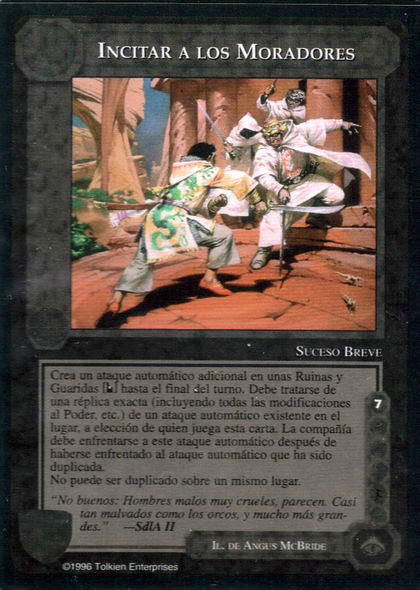 INCITAR A LOS MORADORES
SUCESO BREVE
Crea un ataque automático adicional en unas Ruinas y
Guaridas [] hasta el final del turno. Debe tratarse de
una réplica exacta (incluyendo todas las modificaciones
al Poder, etc.) de un ataque automático existente en el
lugar, a elección de quien juega esta carta. La compañía
debe enfrentarse a este ataque automático después de
haberse enfrentado al ataque automático que ha sido
duplicada.
No puede ser duplicado sobre un mismo lugar.
7
“No buenos: Hombres malos muy crueles, parecen. Casi
tan malvados como los orcos, y mucho más gran-
des.” —SdlA II
IL. DE ANGUS MCBRIDE
©1996 Tolkien Enterprises